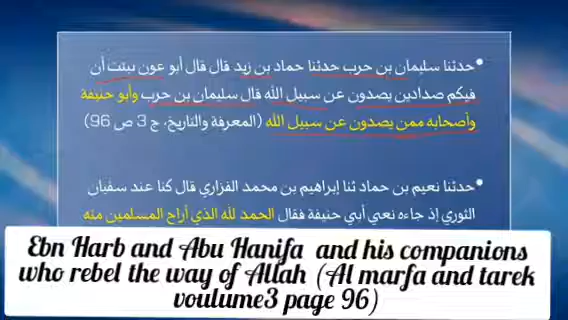 •حدثنا سليمان بن حرب حدثنا حماد بن زيد قال قال أبو عون نبئت أن
فيكم صدادين يصدون عن سبيل الله قال سليمان بن حرب وأبو حنيفة
وأصحابه ممن يصدون عن سبيل الله (المعرفة والتاريخ، ج 3 ص 96)
•حدثنا نعيم بن حماد ثنا إبراهيم بن محمد الفزاري قال كنا عند سفيان
الثوري إذ جاءه نعي أبي حنيفة فقال الحمد لله الذي أراح المسلمين منه
Ebn Harb and Abu Hanifa and his companions
who rebel the way of Allah (Al marfa and tarek
voulume3 page 96)